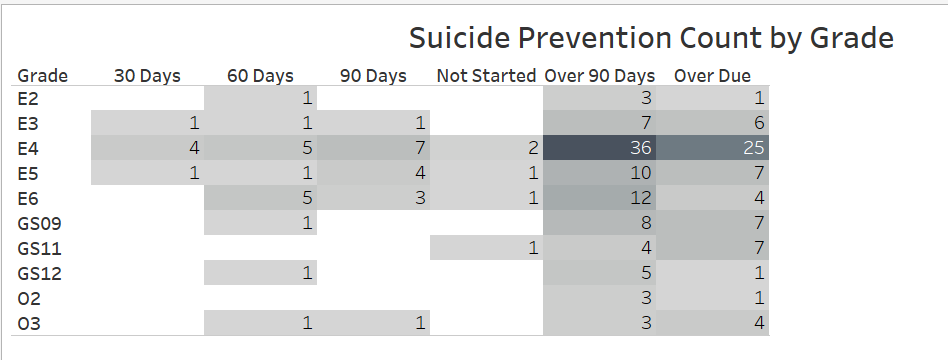 Suicide Prevention Count by Grade
Grade 30 Days 60 Days 90 Days Not Started Over 90 Days Over Due
E2 1 3 1
E3 1 1 1 7 6
E4 4 5 7 2 36 25
E5 1 1 4 1 10 7
E6 5 3 1 12 4
GS09 1 8 7
GS11 1 4 7
GS12 1 5 1
O2 3 1
O3 1 1 3 4